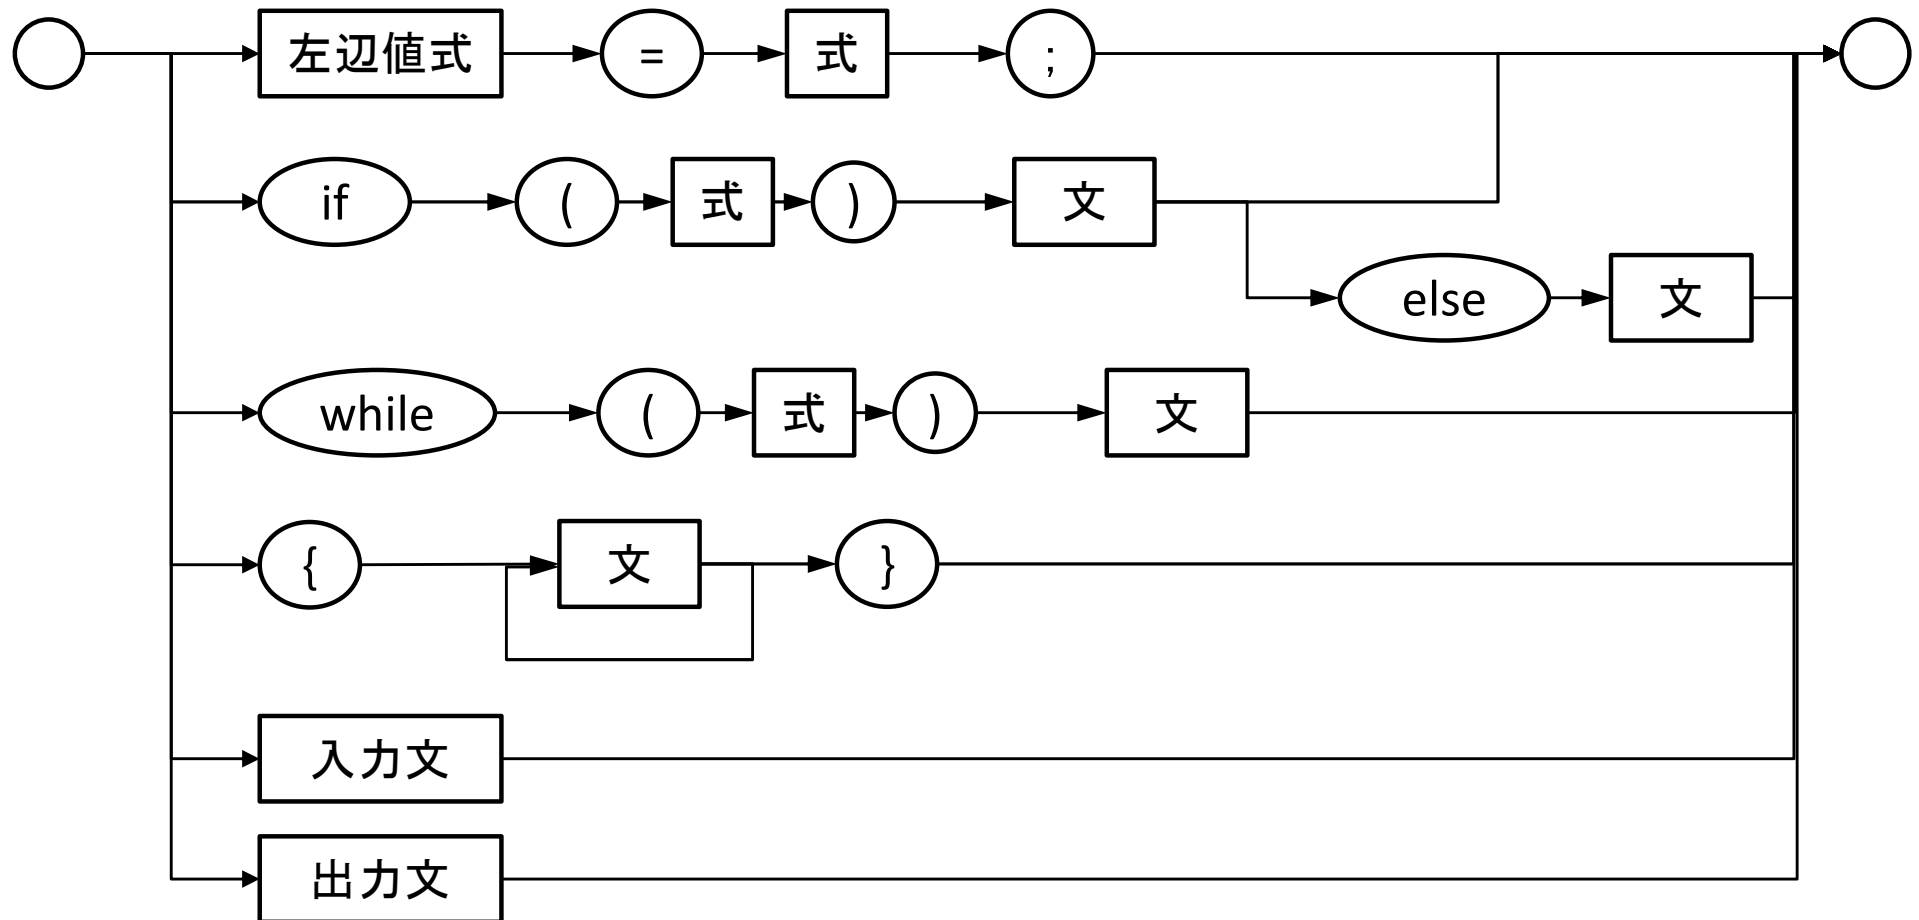 左辺値式 = 式 ;
if ( 式 ) 文
else 文
while ( 式 ) 文
{ 文 }
入力文
出力文